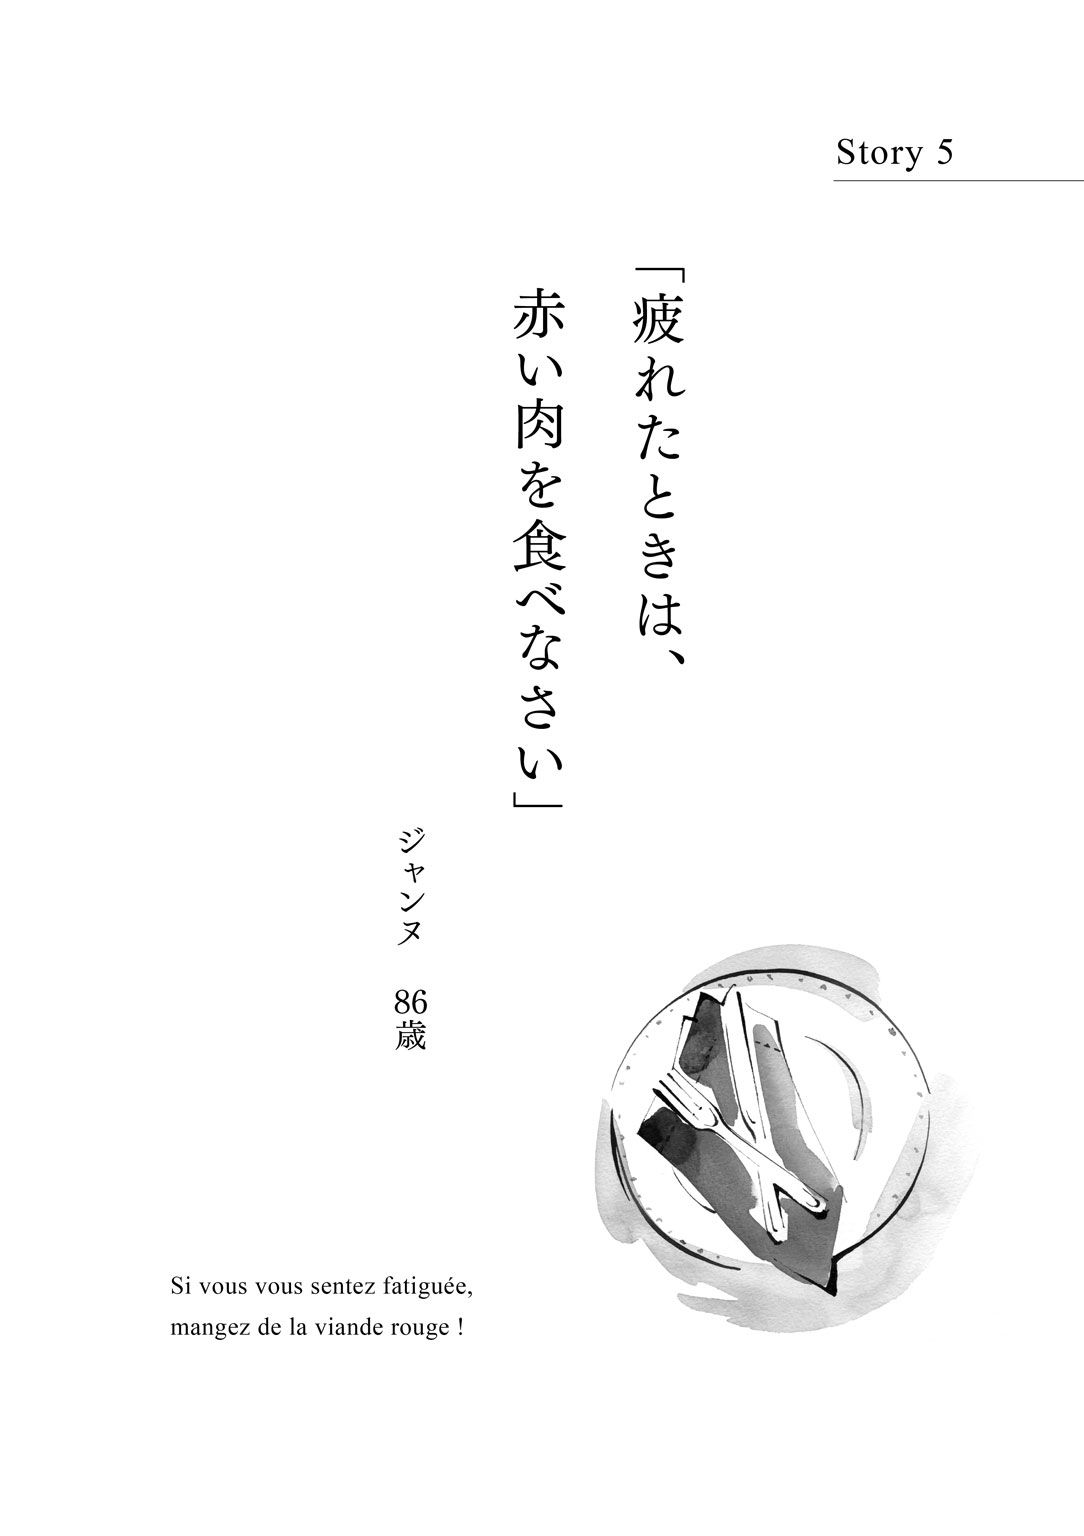 Story 5
「疲れたときは、
赤い肉を食べなさい」
ジャンヌ 86歳
Si vous vous sentez fatiguée,
mangez de la viande rouge !